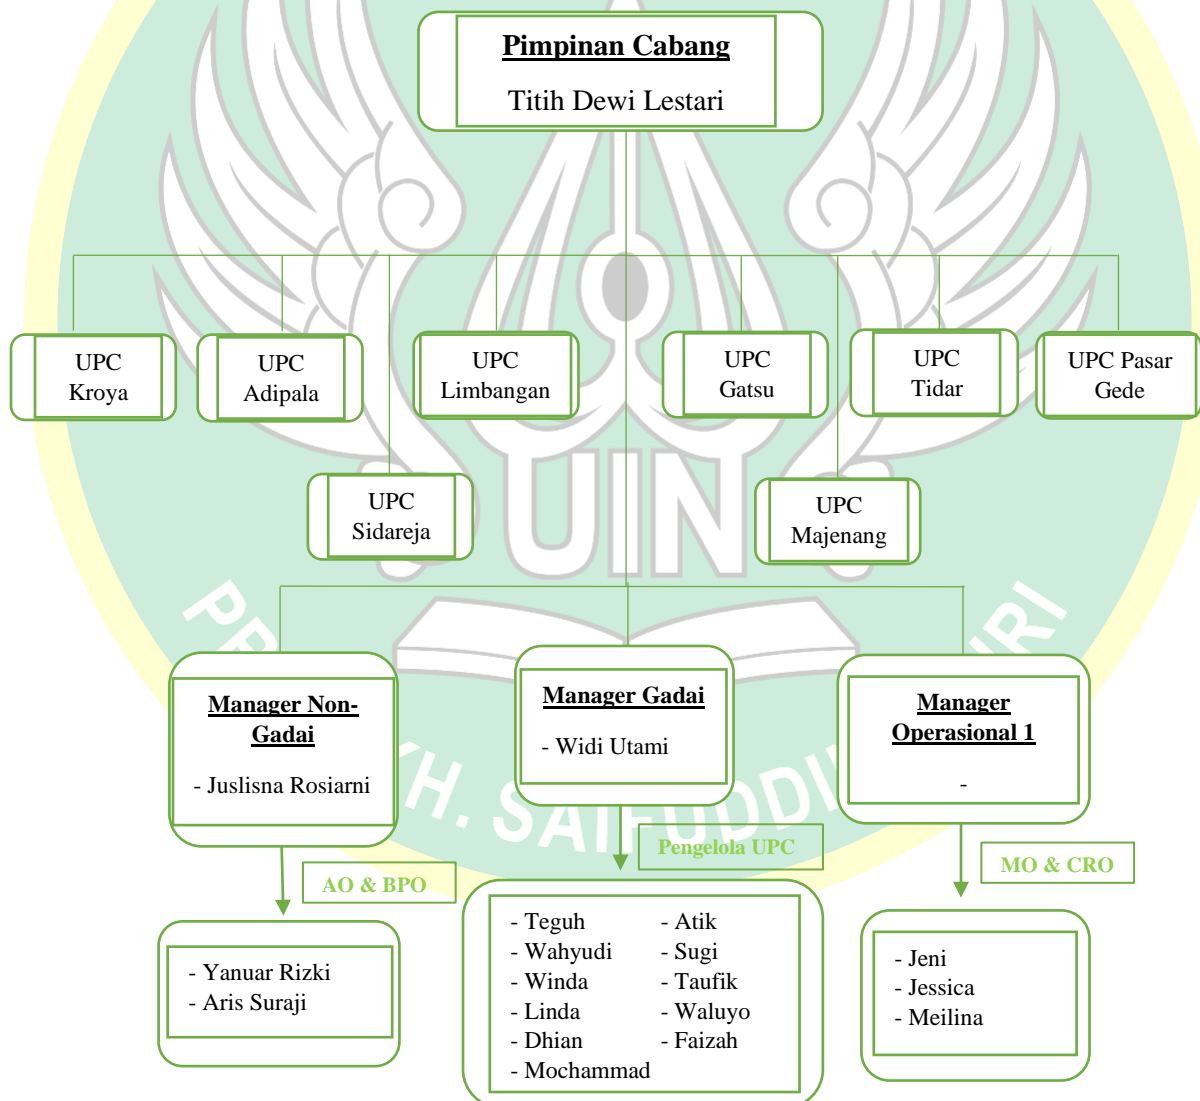 Pimpinan Cabang
Titih Dewi Lestari
UPC
Kroya
UPC
Adipala
UPC
Limbangan
UPC
Gatsu
UPC
Tidar
UPC Pasar
Gede
UPC
Sidareja
UPC
Majenang
UIN
Manager Non-
Gadai
- Juslisna Rosiarni
Manager Gadai
- Widi Utami
Manager
Operasional 1
-
KH. SAIFUDDI
AO & BPO
Pengelola UPC
MO & CRO
- Yanuar Rizki
- Aris Suraji
- Teguh
- Wahyudi
- Winda
- Linda
- Dhian
- Mochammad
- Atik
- Sugi
- Taufik
- Waluyo
- Faizah
- Jeni
- Jessica
- Meilina